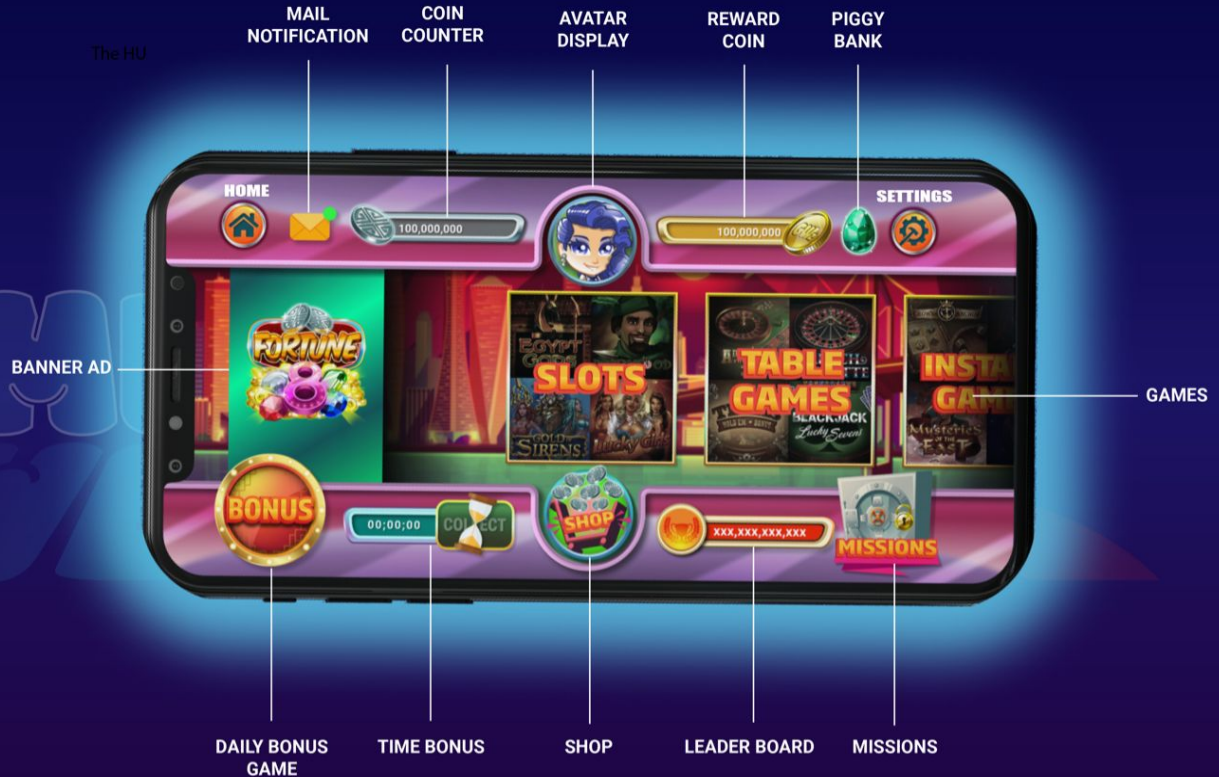 MAIL
NOTIFICATION
COIN
COUNTER
AVATAR
DISPLAY
REWARD
COIN
PIGGY
BANK
The HU
HOME
SETTINGS
100,000,000
100,000,000
BANNER AD
FORTUNE
8
EGYPT
GODS
SLOTS
GOLD
SIRENS
Lucky
TABLE
GAMES
BLACKJACK
Lucky Sevens
INSTA
GAM
Mysteries
OF THE
EAST
GAMES
BONUS
00;00;00
COLLECT
SHOP
xxx,xxx,xxx,xxx
MISSIONS
DAILY BONUS
GAME
TIME BONUS
SHOP
LEADER BOARD
MISSIONS